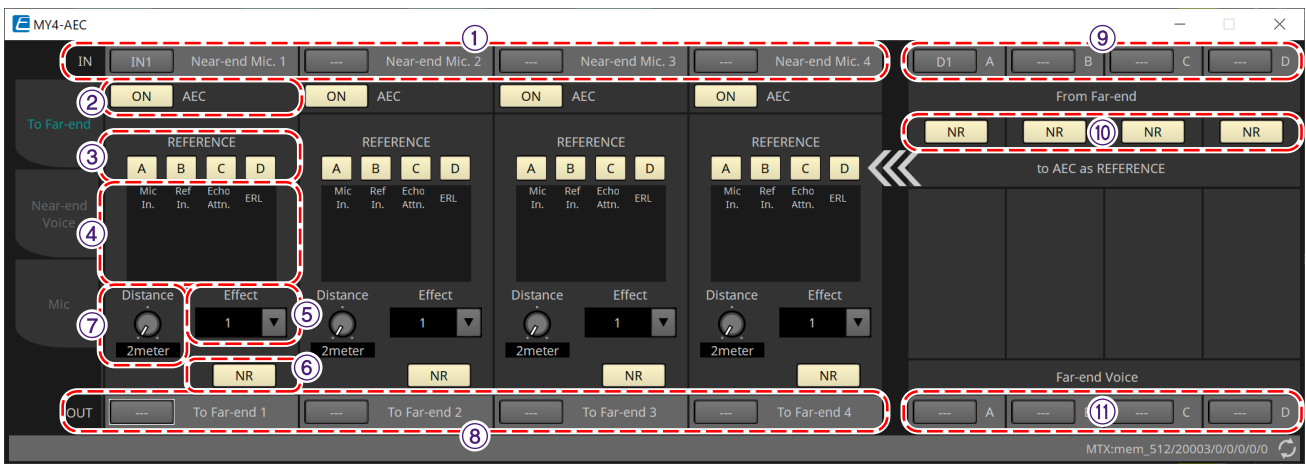 MY4-AEC
① ⑨
IN IN1 Near-end Mic. 1 --- Near-end Mic. 2 --- Near-end Mic. 3 --- Near-end Mic. 4 D1 A --- B --- C --- D
② ON AEC ON AEC ON AEC ON AEC From Far-end
To Far-end
NR NR ⑩ NR NR
③ REFERENCE REFERENCE REFERENCE REFERENCE
A B C D A B C D A B C D A B C D to AEC as REFERENCE
Mic In. Ref In. Echo Attn. ERL Mic In. Ref In. Echo Attn. ERL Mic In. Ref In. Echo Attn. ERL Mic In. Ref In. Echo Attn. ERL
Near-end
Voice
④
Mic
Distance Effect Distance Effect Distance Effect Distance Effect
⑦ 1 ⑤ 1 1 1
2meter 2meter 2meter 2meter
NR ⑥ NR NR NR Far-end Voice
OUT --- To Far-end 1 --- To Far-end 2 --- To Far-end 3 --- To Far-end 4 --- A --- ⑪ --- C --- D
⑧
MTX:mem_512/20003/0/0/0/0/0